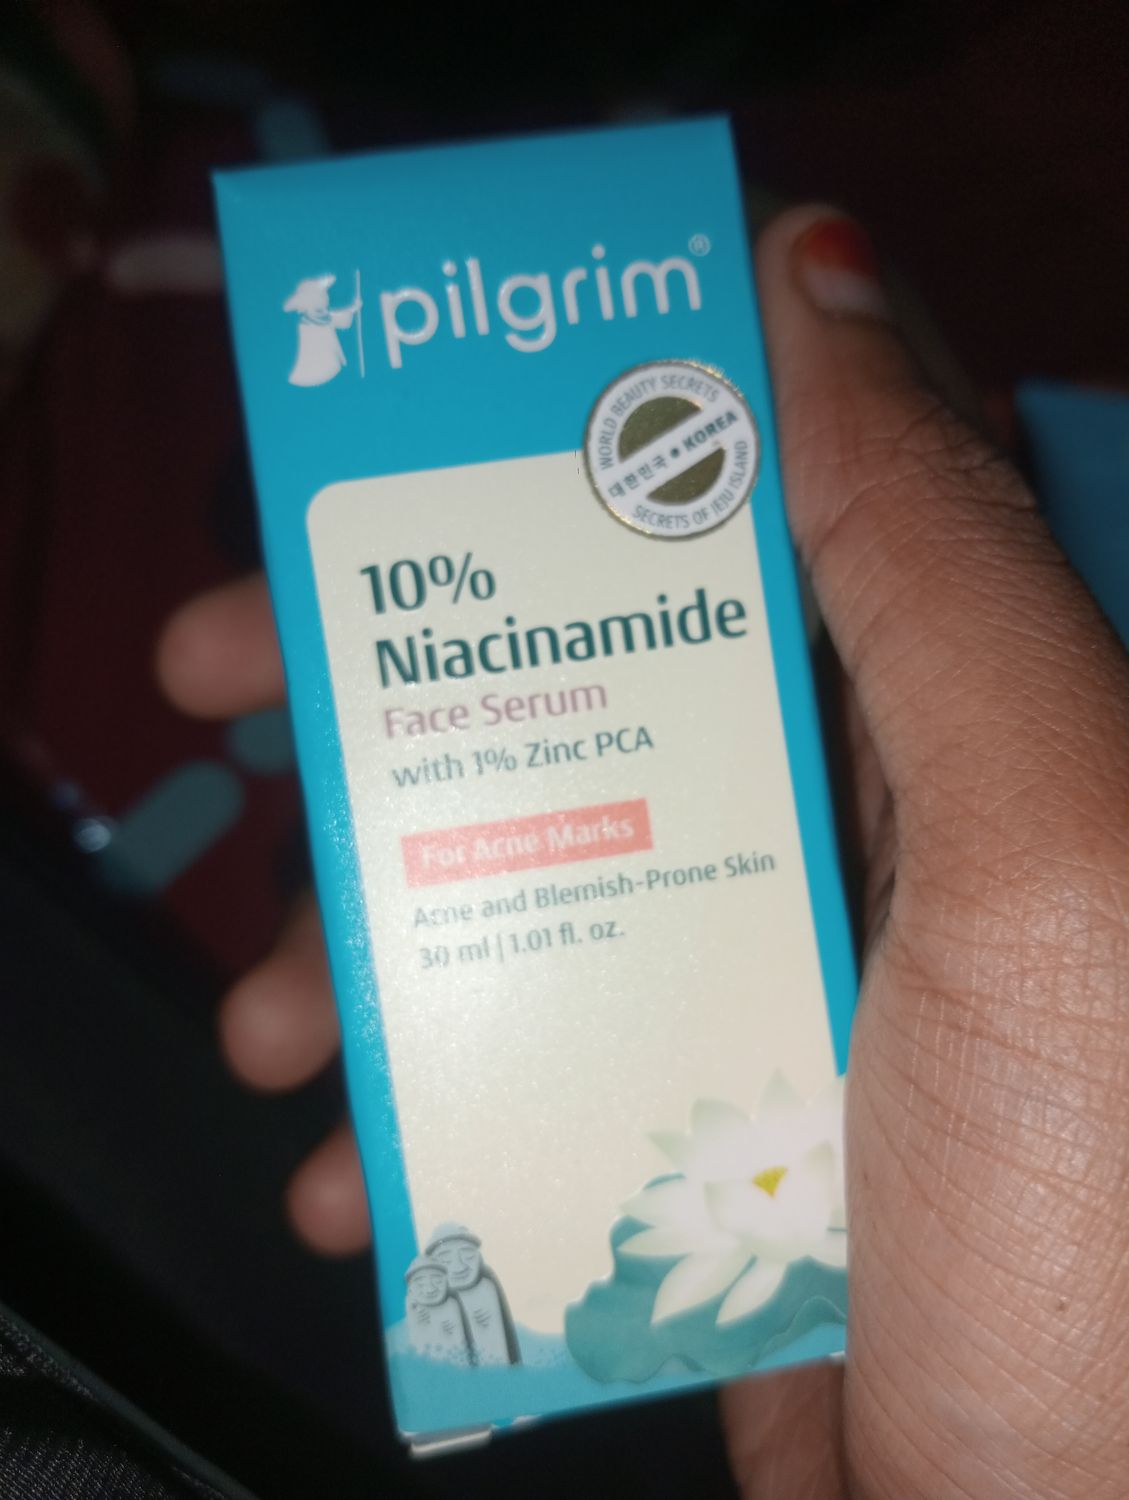 pilgrim®
WORLD BEAUTY SECRETS
대한민국 • KOREA
SECRETS OF JEJU ISLAND
10%
Niacinamide
Face Serum
with 1% Zinc PCA
For Acne Marks
Acne and Blemish-Prone Skin
30 ml | 1.01 fl. oz.